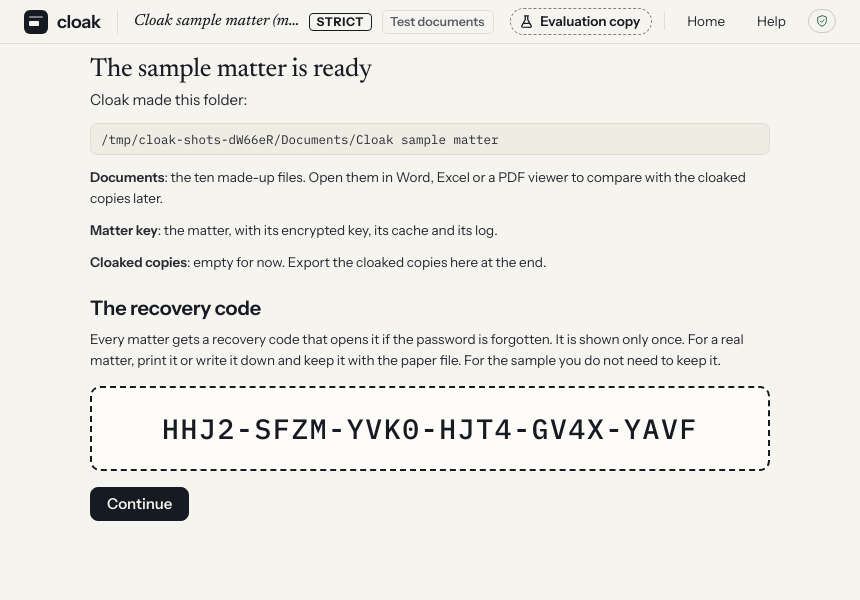 cloak
Cloak sample matter (m...
STRICT
Test documents
Evaluation copy
Home
Help
The sample matter is ready
Cloak made this folder:
/tmp/cloak-shots-dW66eR/Documents/Cloak sample matter
Documents: the ten made-up files. Open them in Word, Excel or a PDF viewer to compare with the cloaked
copies later.
Matter key: the matter, with its encrypted key, its cache and its log.
Cloaked copies: empty for now. Export the cloaked copies here at the end.
The recovery code
Every matter gets a recovery code that opens it if the password is forgotten. It is shown only once. For a real
matter, print it or write it down and keep it with the paper file. For the sample you do not need to keep it.
HHJ2-SFZM-YVK0-HJT4-GV4X-YAVF
Continue